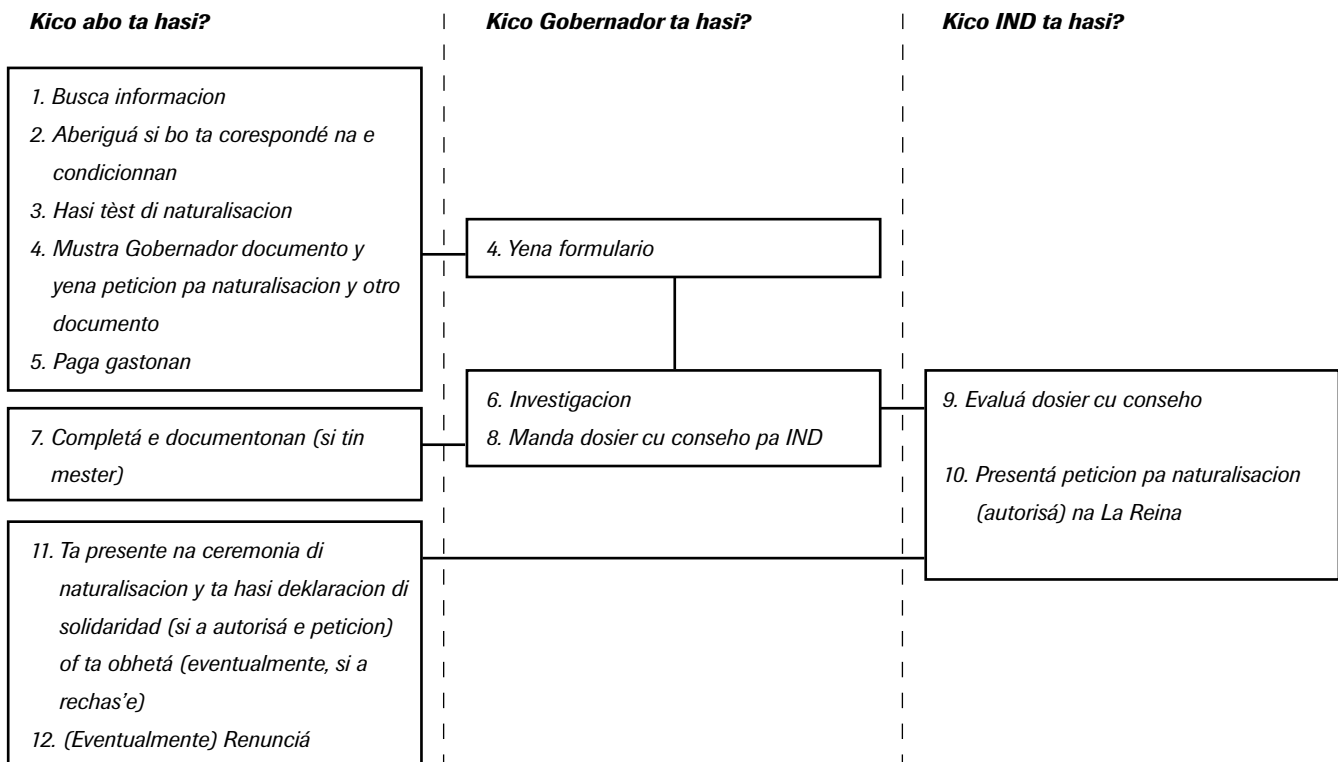 Kico abo ta hasi?
1. Busca informacion
2. Aberiguá si bo ta corespondé na e
condicionnan
3. Hasi tèst di naturalisacion
4. Mustra Gobernador documento y
yena peticion pa naturalisacion y otro
documento
5. Paga gastonan
7. Completá e documentonan (si tin
mester)
11. Ta presente na ceremonia di
naturalisacion y ta hasi deklaracion di
solidaridad (si a autorisá e peticion)
of ta obhetá (eventualmente, si a
rechas'e)
12. (Eventualmente) Renunciá
Kico Gobernador ta hasi?
4. Yena formulario
6. Investigacion
8. Manda dosier cu conseho pa IND
Kico IND ta hasi?
9. Evaluá dosier cu conseho
10. Presentá peticion pa naturalisacion
(autorisá) na La Reina